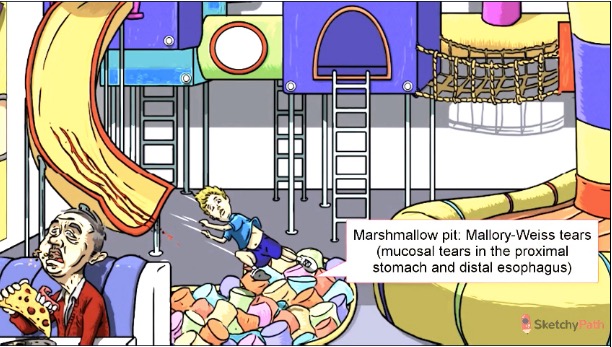 Marshmallow pit: Mallory-Weiss tears
(mucosal tears in the proximal
stomach and distal esophagus)
SketchyPath